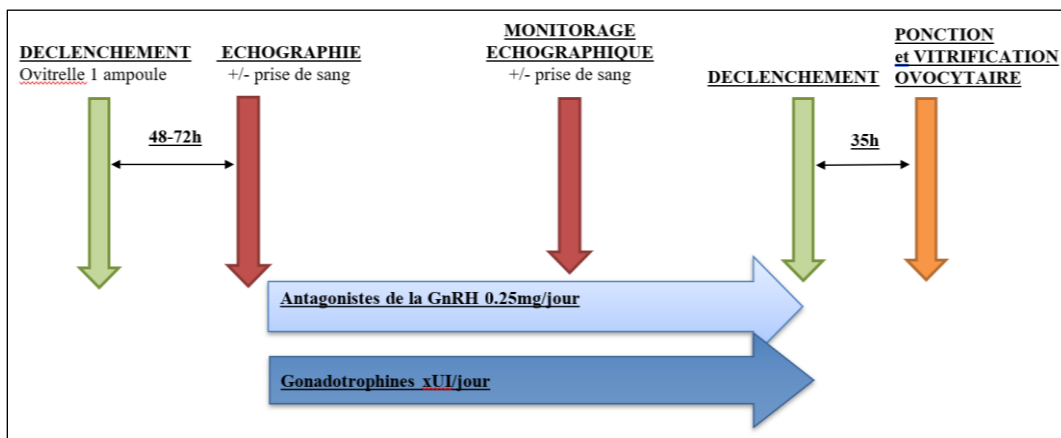 DECLENCHEMENT
Ovitrelle 1 ampoule
ECHOGRAPHIE
+/- prise de sang
MONITORAGE
ECHOGRAPHIQUE
+/- prise de sang
DECLENCHEMENT
PONCTION
et VITRIFICATION
OVOCYTAIRE
48-72h
35h
Antagonistes de la GnRH 0.25mg/jour
Gonadotrophines xUI/jour